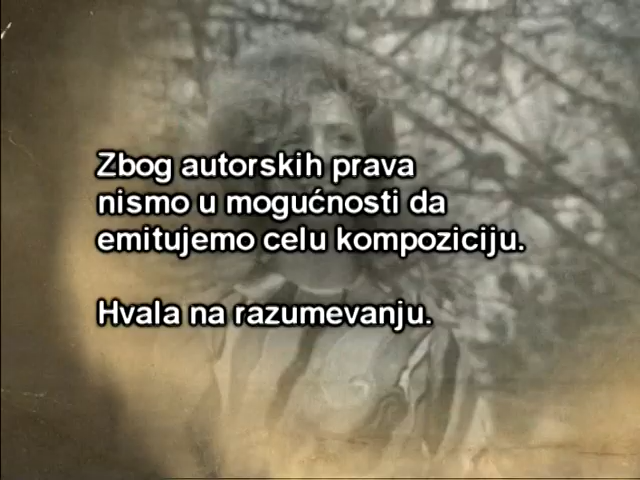 Zbog autorskih prava
nismo u mogućnosti da
emitujemo celu kompoziciju.
Hvala na razumevanju.